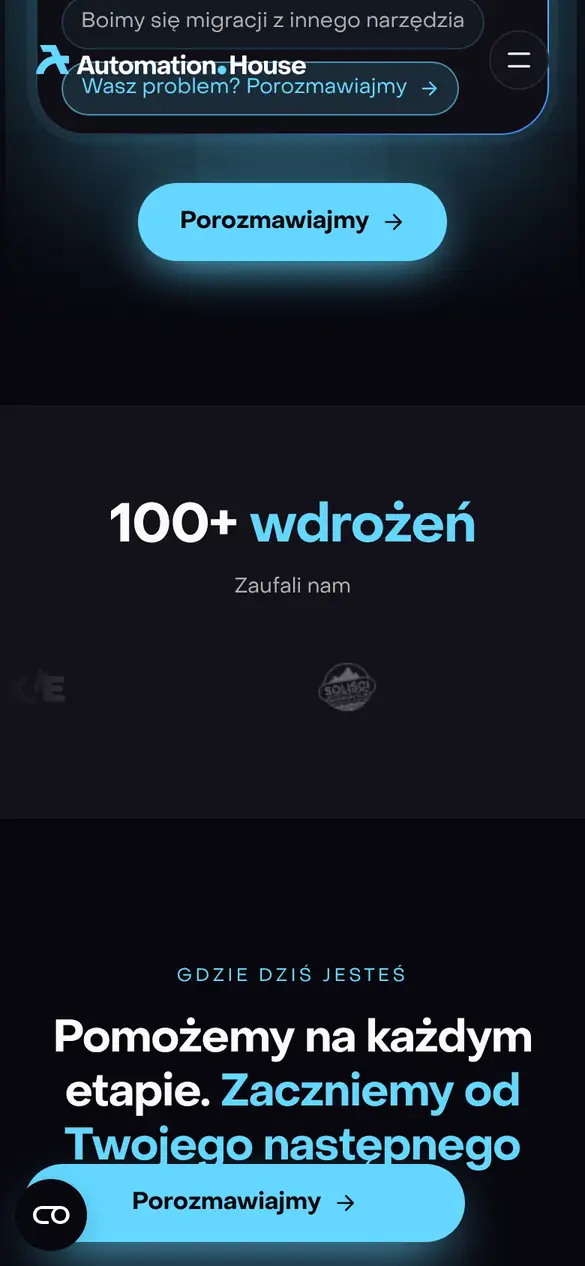 Boimy się migracji z innego narzędzia
Automation.House
Wasz problem? Porozmawiajmy →
Porozmawiajmy →
100+ wdrożeń
Zaufali nam
SOLIŚCI
GDZIE DZIŚ JESTEŚ
Pomożemy na każdym
etapie. Zaczniemy od
Twojego następnego
Porozmawiajmy →